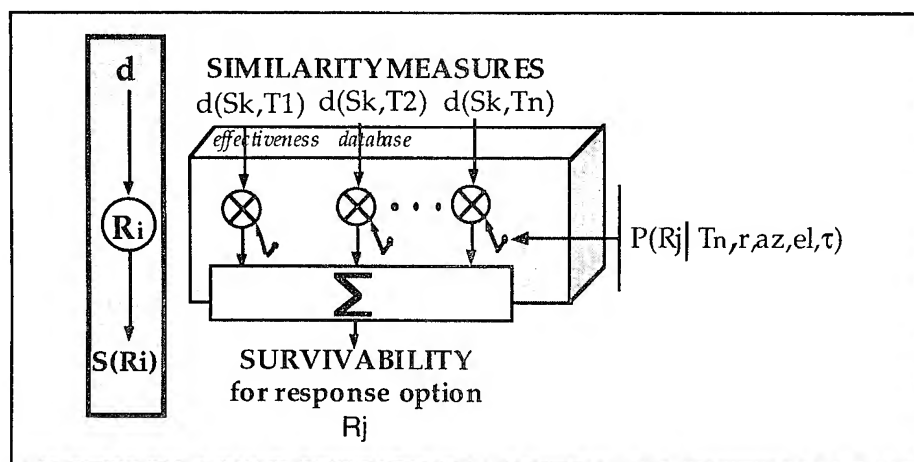 d
Ri
S(Ri)
SIMILARITY MEASURES
d(Sk,T1) d(Sk,T2) d(Sk,Tn)
effectiveness database
P(Rj| Tn,r,az,el,τ)
Σ
SURVIVABILITY
for response option
Rj